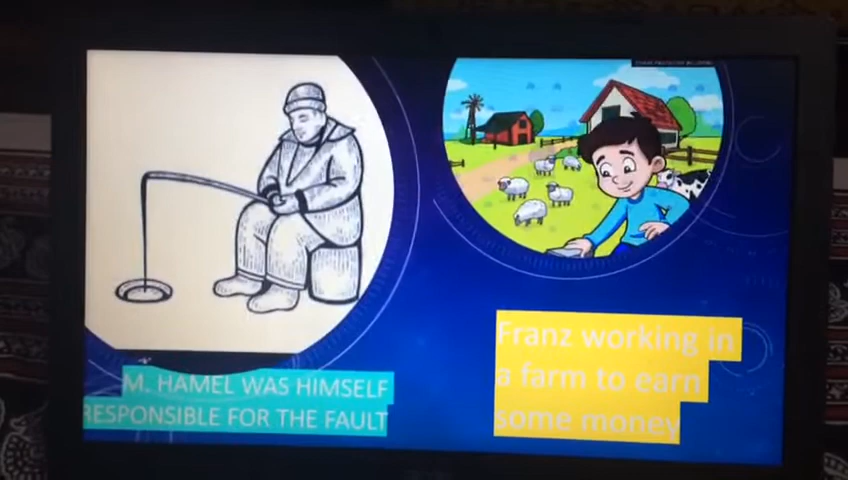 M. HAMEL WAS HIMSELF
RESPONSIBLE FOR THE FAULT
Franz working in
a farm to earn
some money